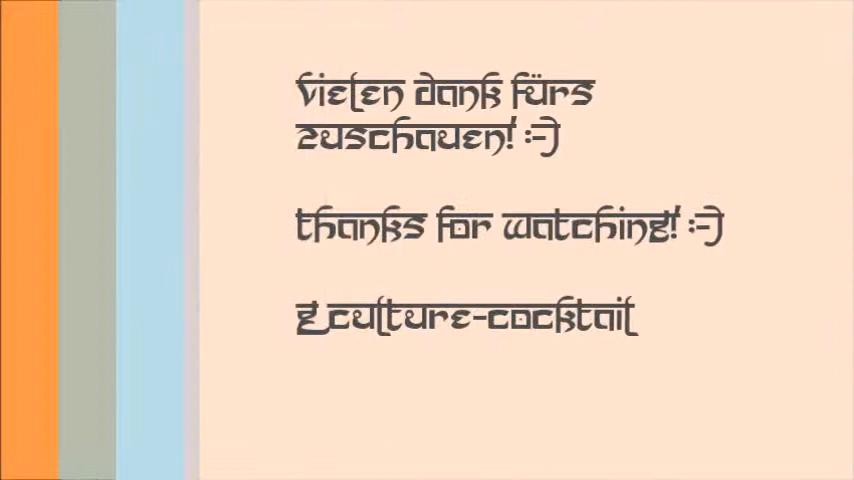 vielen dank fürs
zuschauen! :-)
thanks for watching! :-)
culture-cocktail